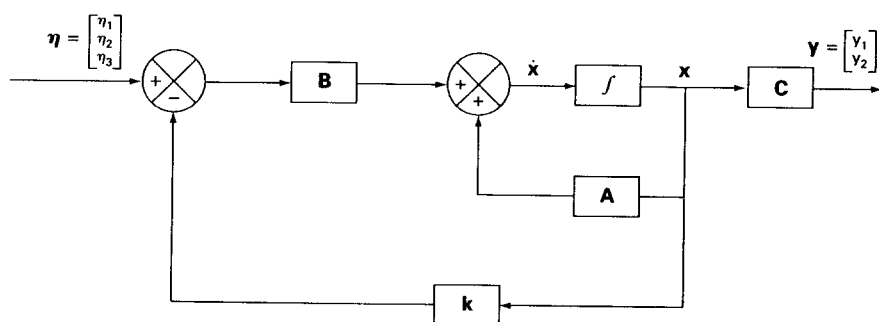 η = [η₁ η₂ η₃]
+
−
B
+
+
ẋ
∫
x
C
y = [y₁ y₂]
A
k